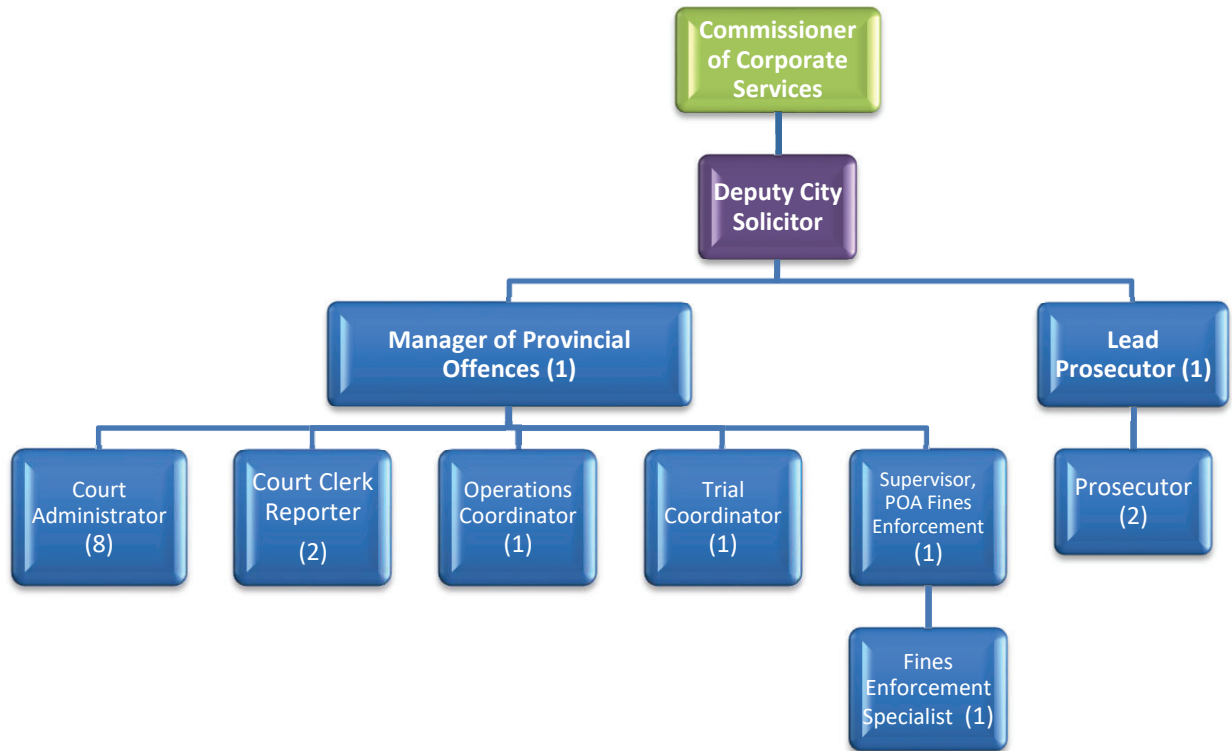 Commissioner
of Corporate
Services
Deputy City
Solicitor
Manager of Provincial
Offences (1)
Lead
Prosecutor (1)
Court
Administrator
(8)
Court Clerk
Reporter
(2)
Operations
Coordinator
(1)
Trial
Coordinator
(1)
Supervisor,
POA Fines
Enforcement
(1)
Prosecutor
(2)
Fines
Enforcement
Specialist (1)